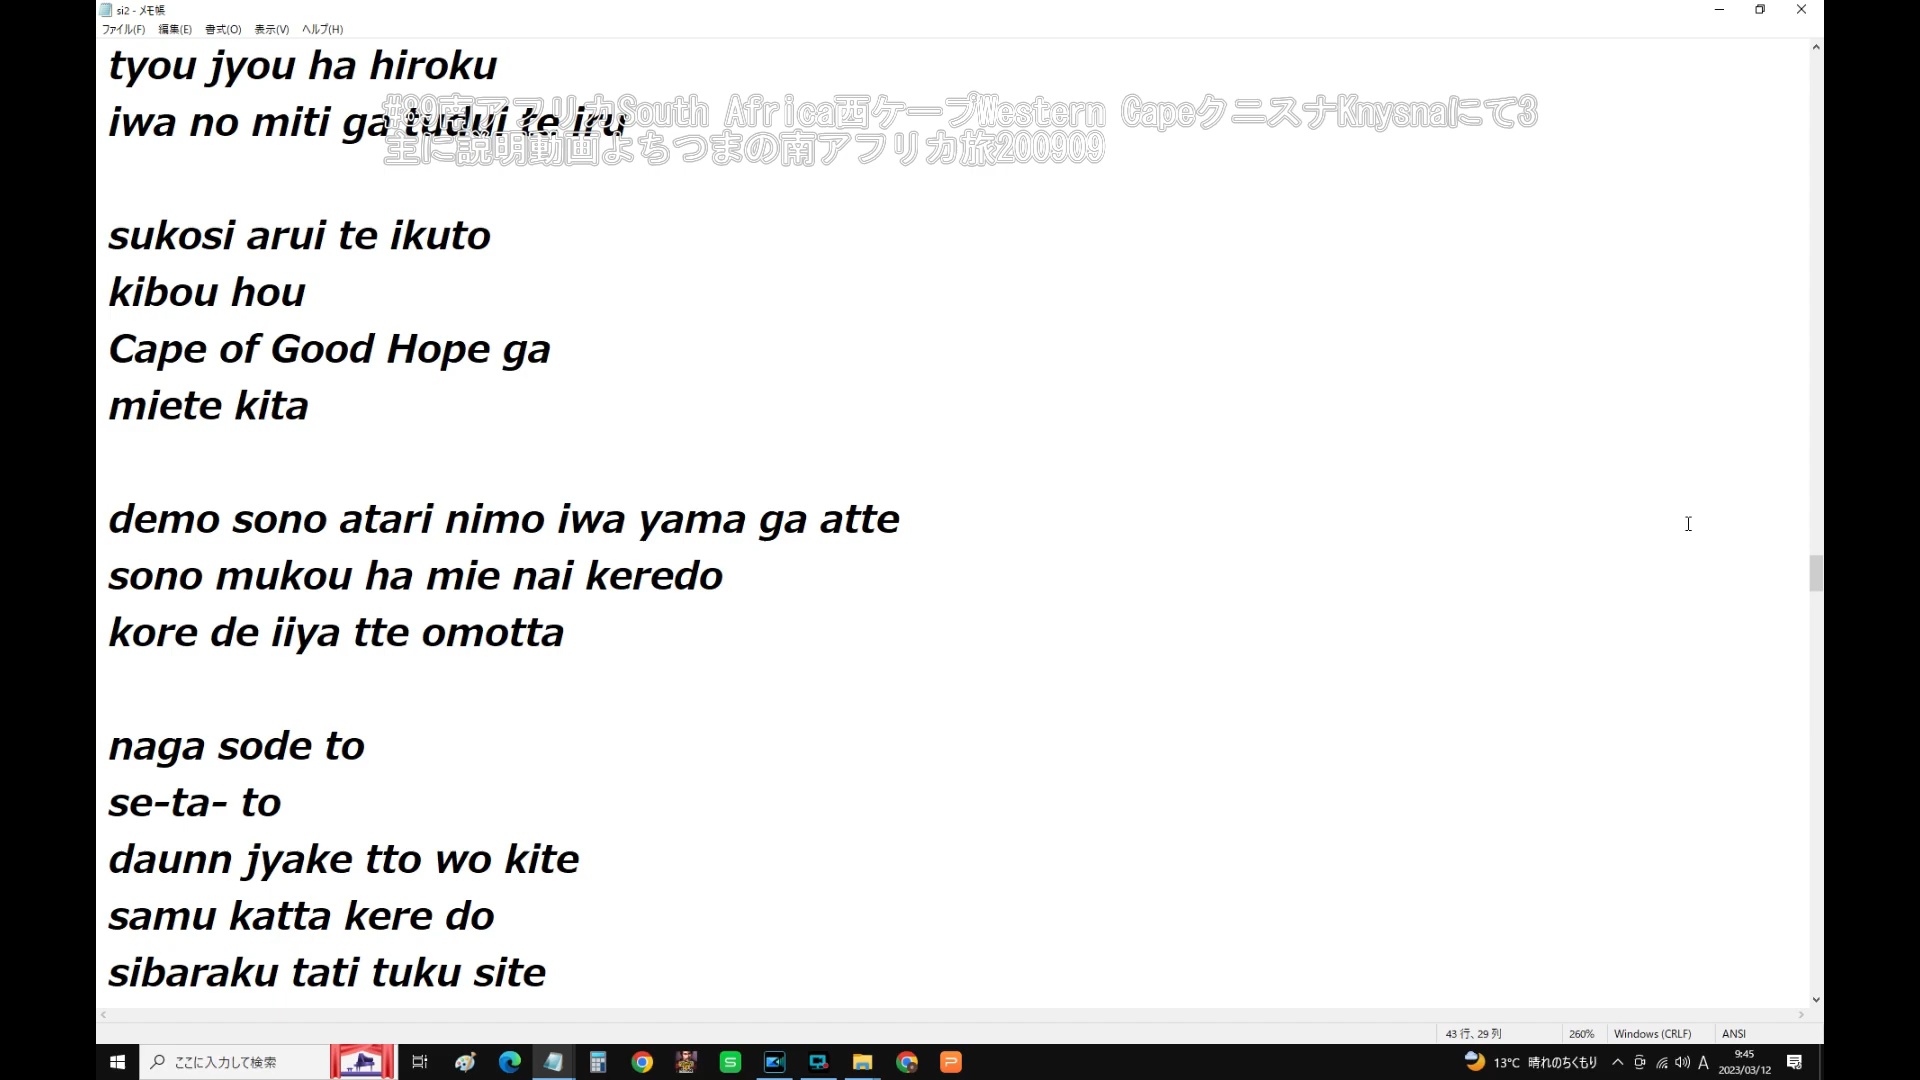 si2 - メモ帳
ファイル(F) 編集(E) 書式(O) 表示(V) ヘルプ(H)
tyou jyou ha hiroku
iwa no miti ga tudui te iru
#89南アフリカSouth Africa西ケープWestern CapeクニスナKnysnaにて3
主に説明動画よちつまの南アフリカ旅200909
sukosi arui te ikuto
kibou hou
Cape of Good Hope ga
miete kita
demo sono atari nimo iwa yama ga atte
sono mukou ha mie nai keredo
kore de iiya tte omotta
naga sode to
se-ta- to
daunn jyake tto wo kite
samu katta kere do
sibaraku tati tuku site
43 行、29 列 260% Windows (CRLF) ANSI
ここに入力して検索
13°C 晴れのちくもり
A
9:45
2023/03/12